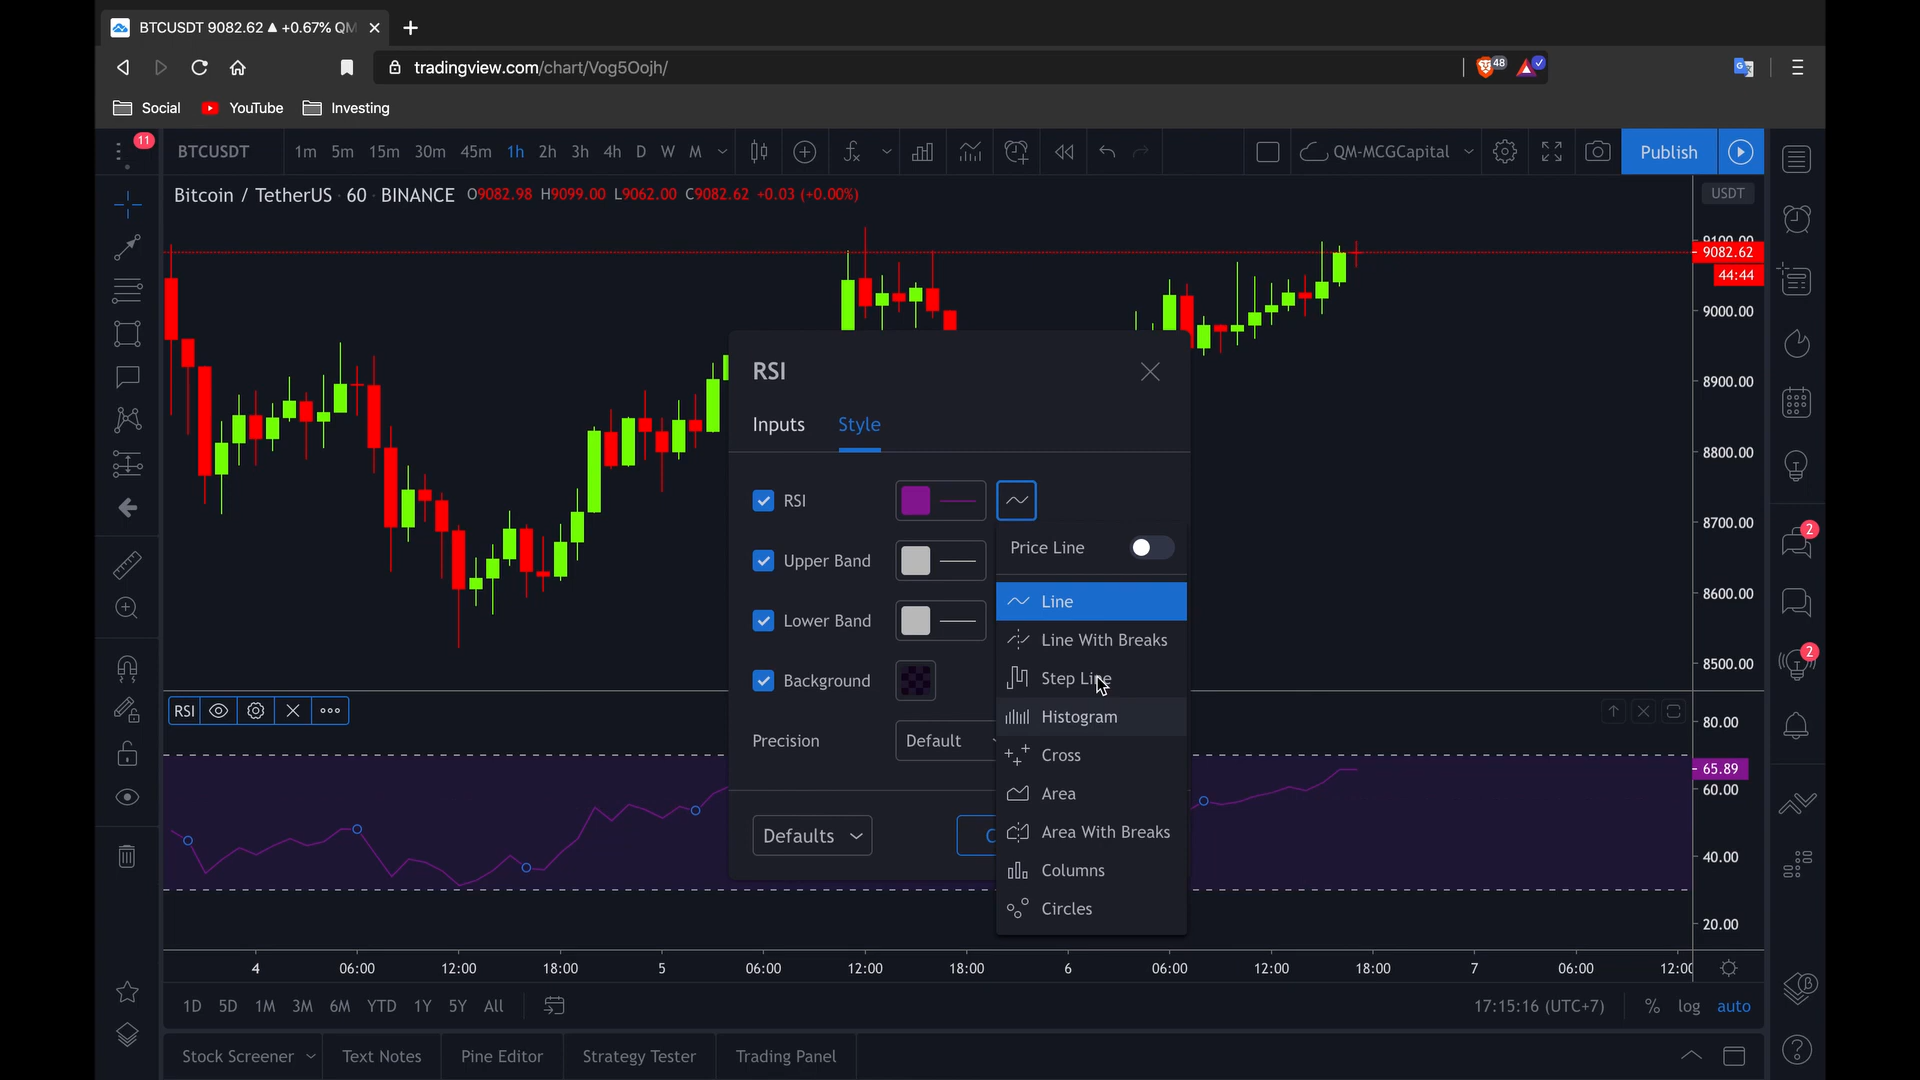 BTCUSDT 9082.62 ▲ +0.67% QM
tradingview.com/chart/Vog5Oojh/
48
Social YouTube Investing
11
BTCUSDT 1m 5m 15m 30m 45m 1h 2h 3h 4h D W M QM-MCGCapital Publish
Bitcoin / TetherUS · 60 · BINANCE O9082.98 H9099.00 L9062.00 C9082.62 +0.03 (+0.00%)
USDT
9100.00
9082.62
44:44
9000.00
8900.00
8800.00
8700.00
8600.00
8500.00
RSI
Inputs Style
RSI
Upper Band
Lower Band
Background
Precision Default
Defaults
C
Price Line
Line
Line With Breaks
Step Line
Histogram
Cross
Area
Area With Breaks
Columns
Circles
2
2
RSI
80.00
65.89
60.00
40.00
20.00
4 06:00 12:00 18:00 5 06:00 12:00 18:00 6 06:00 12:00 18:00 7 06:00 12:00
1D 5D 1M 3M 6M YTD 1Y 5Y All 17:15:16 (UTC+7) % log auto
Stock Screener Text Notes Pine Editor Strategy Tester Trading Panel